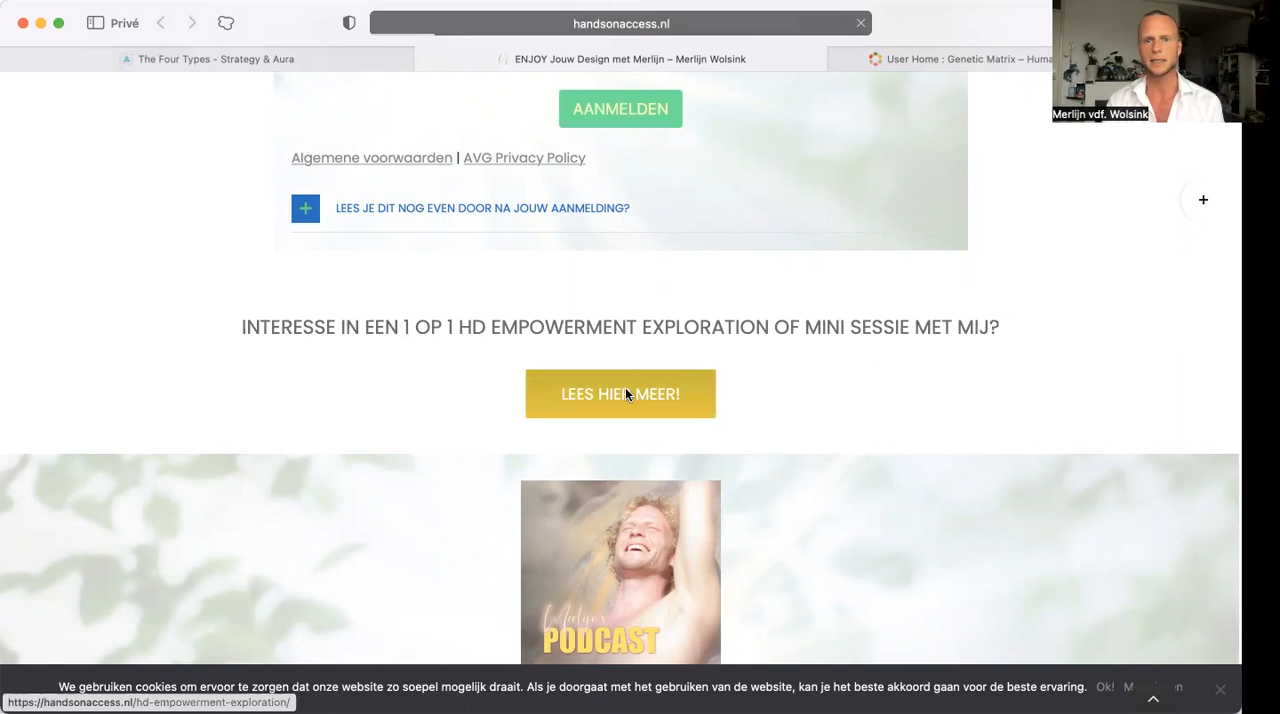 Privé
handsonaccess.nl
The Four Types - Strategy & Aura
ENJOY Jouw Design met Merlijn – Merlijn Wolsink
User Home : Genetic Matrix – Huma
Merlijn vdf. Wolsink
AANMELDEN
Algemene voorwaarden | AVG Privacy Policy
LEES JE DIT NOG EVEN DOOR NA JOUW AANMELDING?
INTERESSE IN EEN 1 OP 1 HD EMPOWERMENT EXPLORATION OF MINI SESSIE MET MIJ?
LEES HIER MEER!
Merlijn's
PODCAST
We gebruiken cookies om ervoor te zorgen dat onze website zo soepel mogelijk draait. Als je doorgaat met het gebruiken van de website, kan je het beste akkoord gaan voor de beste ervaring. Ok!
https://handsonaccess.nl/hd-empowerment-exploration/